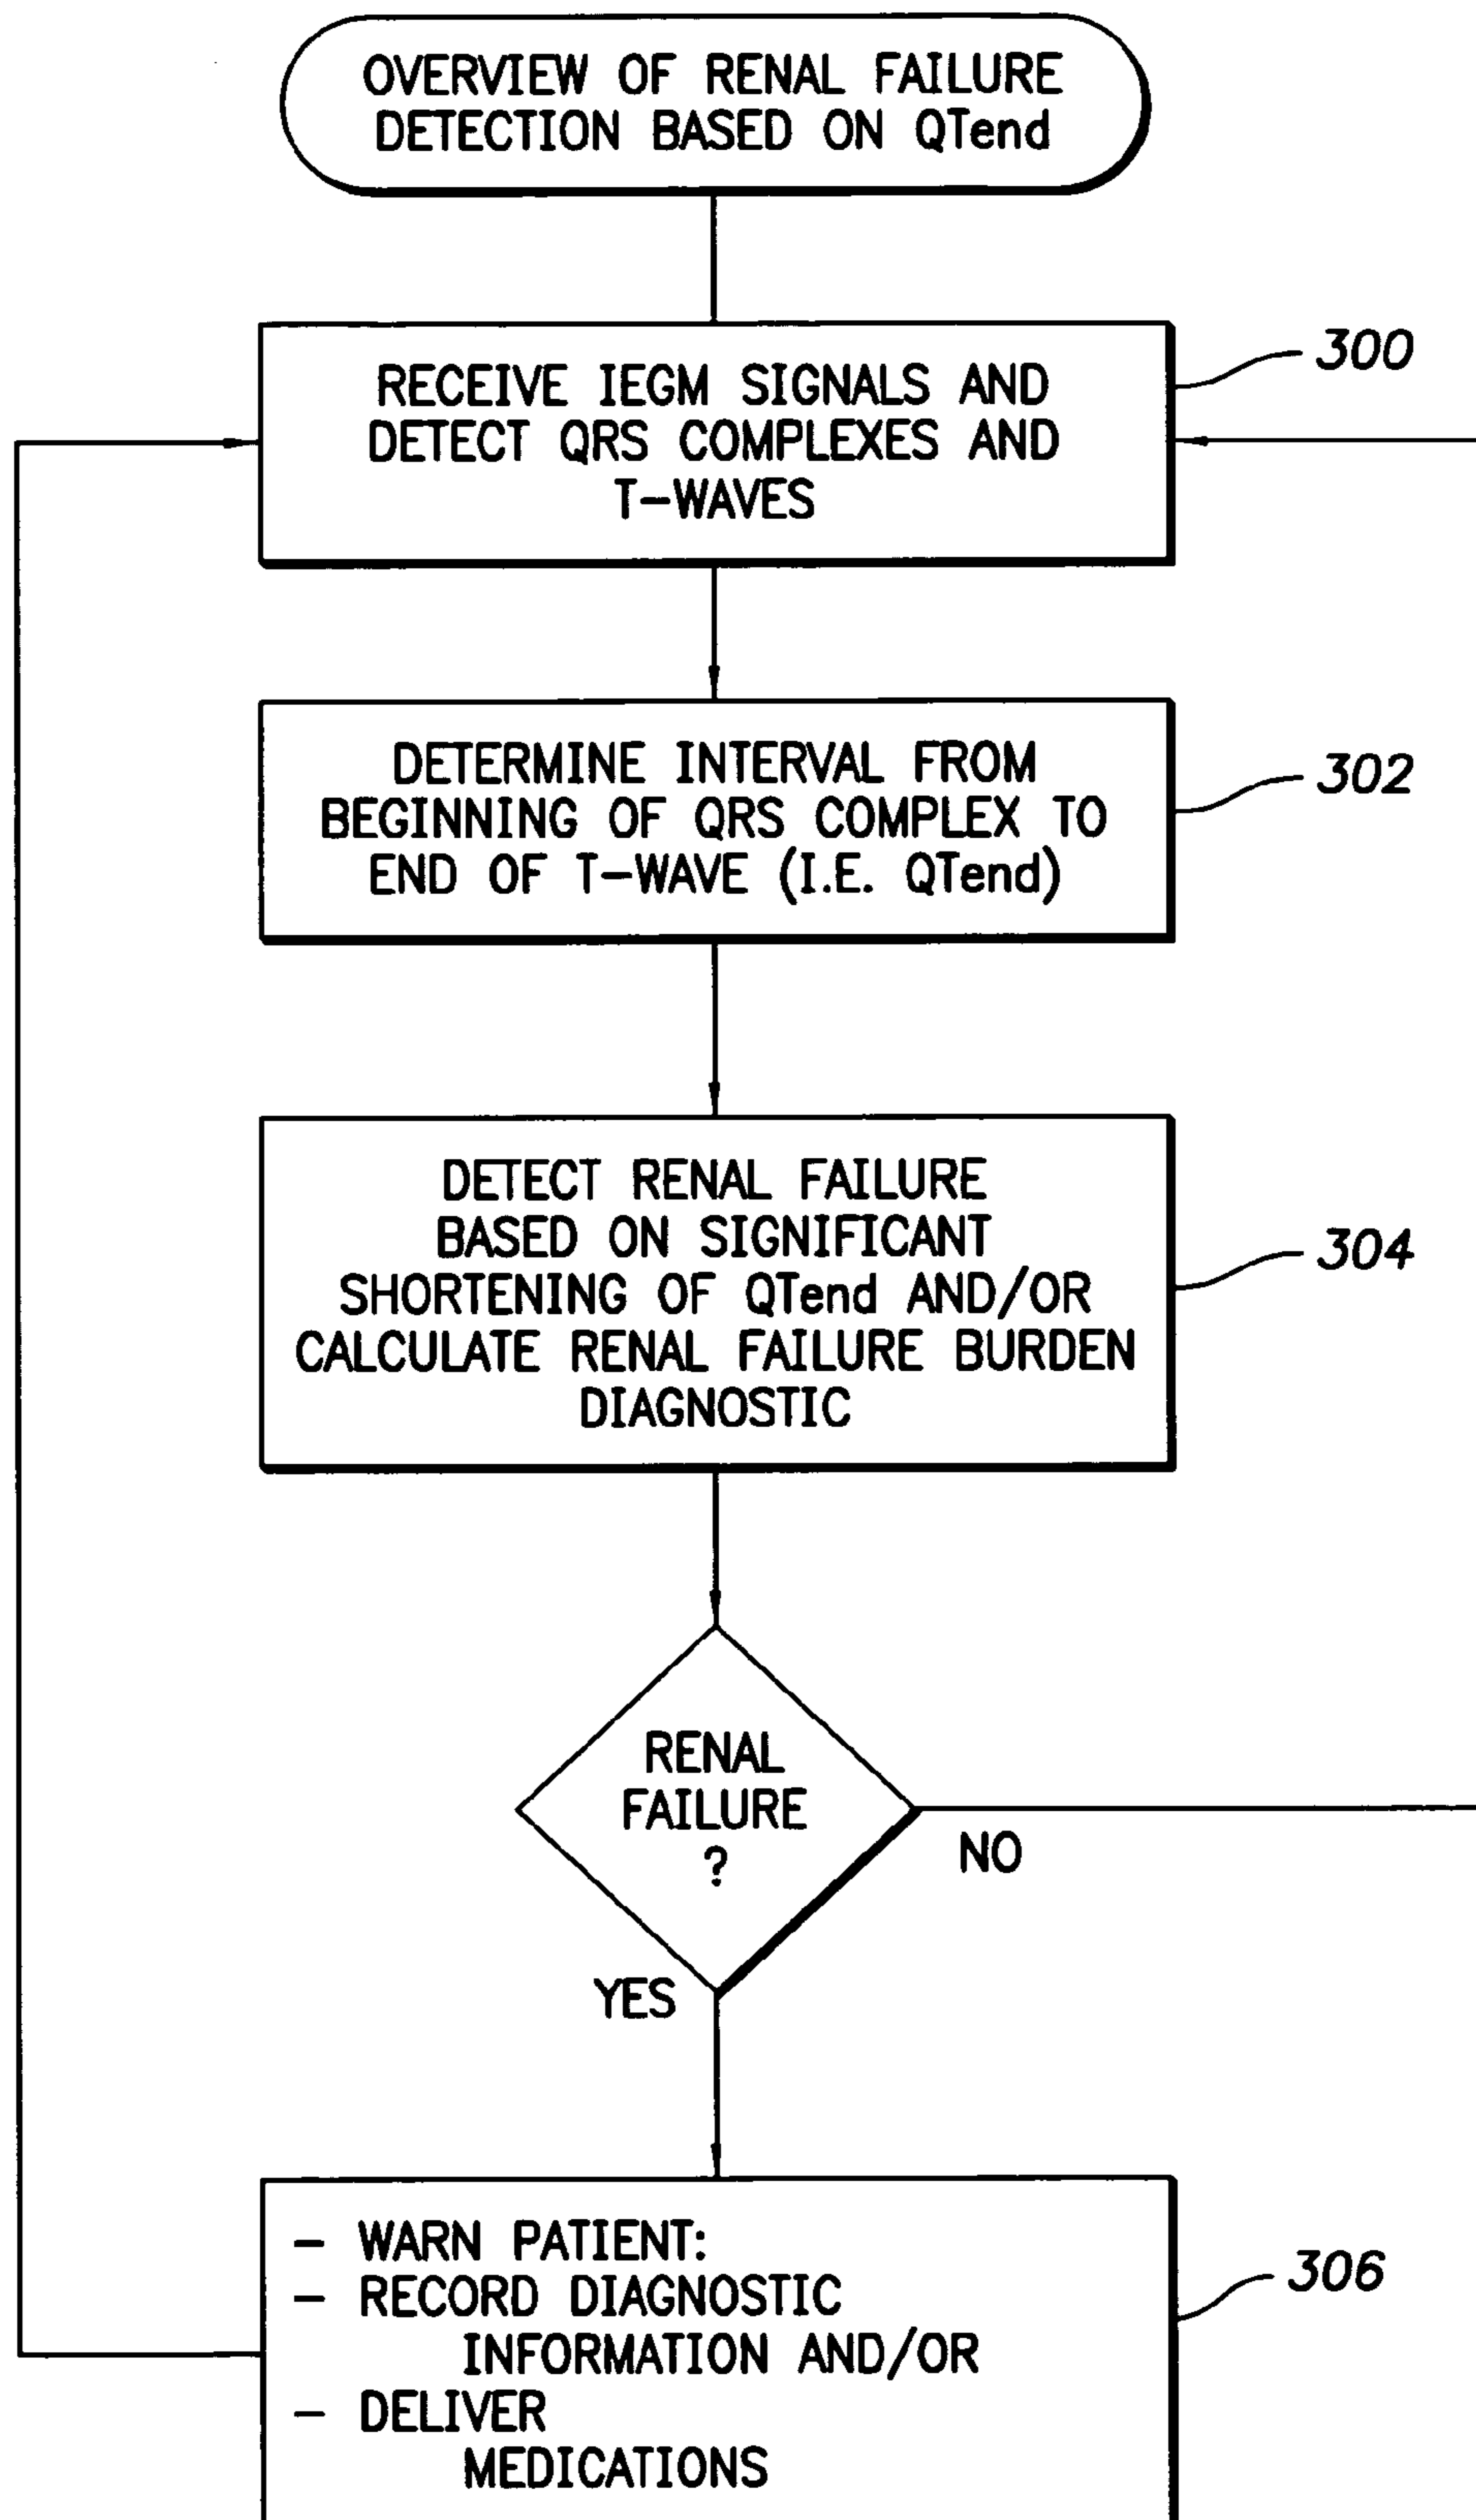 OVERVIEW OF RENAL FAILURE
DETECTION BASED ON QTend
300
RECEIVE IEGM SIGNALS AND
DETECT QRS COMPLEXES AND
T-WAVES
302
DETERMINE INTERVAL FROM
BEGINNING OF QRS COMPLEX TO
END OF T-WAVE (I.E. QTend)
304
DETECT RENAL FAILURE
BASED ON SIGNIFICANT
SHORTENING OF QTend AND/OR
CALCULATE RENAL FAILURE BURDEN
DIAGNOSTIC
RENAL
FAILURE
?
NO
YES
306
- WARN PATIENT:
- RECORD DIAGNOSTIC
INFORMATION AND/OR
- DELIVER
MEDICATIONS